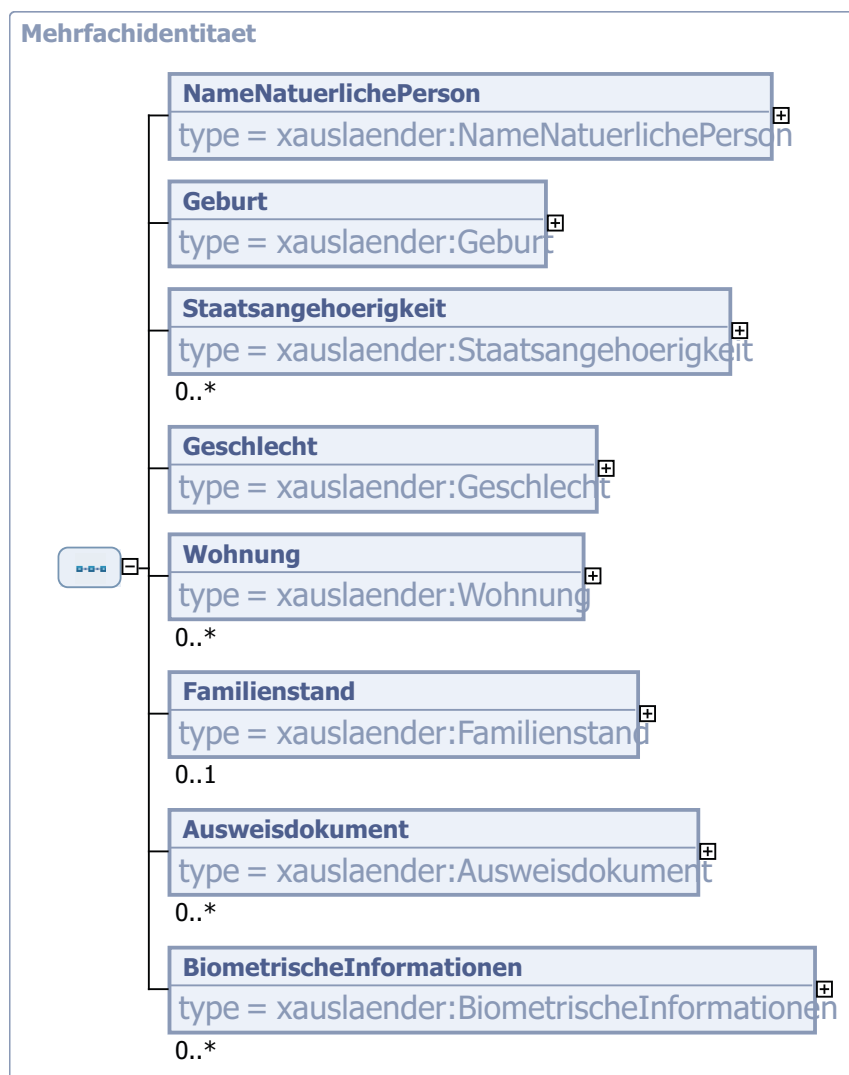 Mehrfachidentitaet
NameNatuerlichePerson
type = xauslaender:NameNatuerlichePerson
Geburt
type = xauslaender:Geburt
Staatsangehoerigkeit
type = xauslaender:Staatsangehoerigkeit
0..*
Geschlecht
type = xauslaender:Geschlecht
Wohnung
type = xauslaender:Wohnung
0..*
Familienstand
type = xauslaender:Familienstand
0..1
Ausweisdokument
type = xauslaender:Ausweisdokument
0..*
BiometrischeInformationen
type = xauslaender:BiometrischeInformationen
0..*